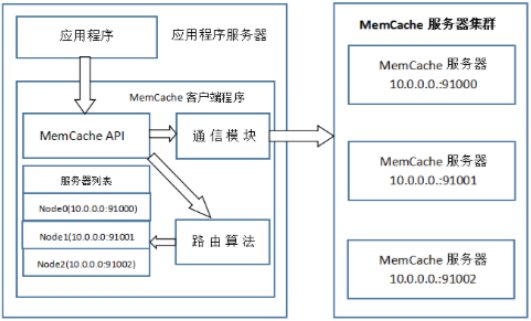 应用程序
应用程序服务器
MemCache 客户端程序
MemCache API
通信模块
服务器列表
Node0(10.0.0.0:91000)
Node1(10.0.0.0:91001
Node2(10.0.0.0:91002)
路由算法
MemCache 服务器集群
MemCache 服务器
10.0.0.0.:91000
MemCache 服务器
10.0.0.0.:91001
MemCache 服务器
10.0.0.0.:91002